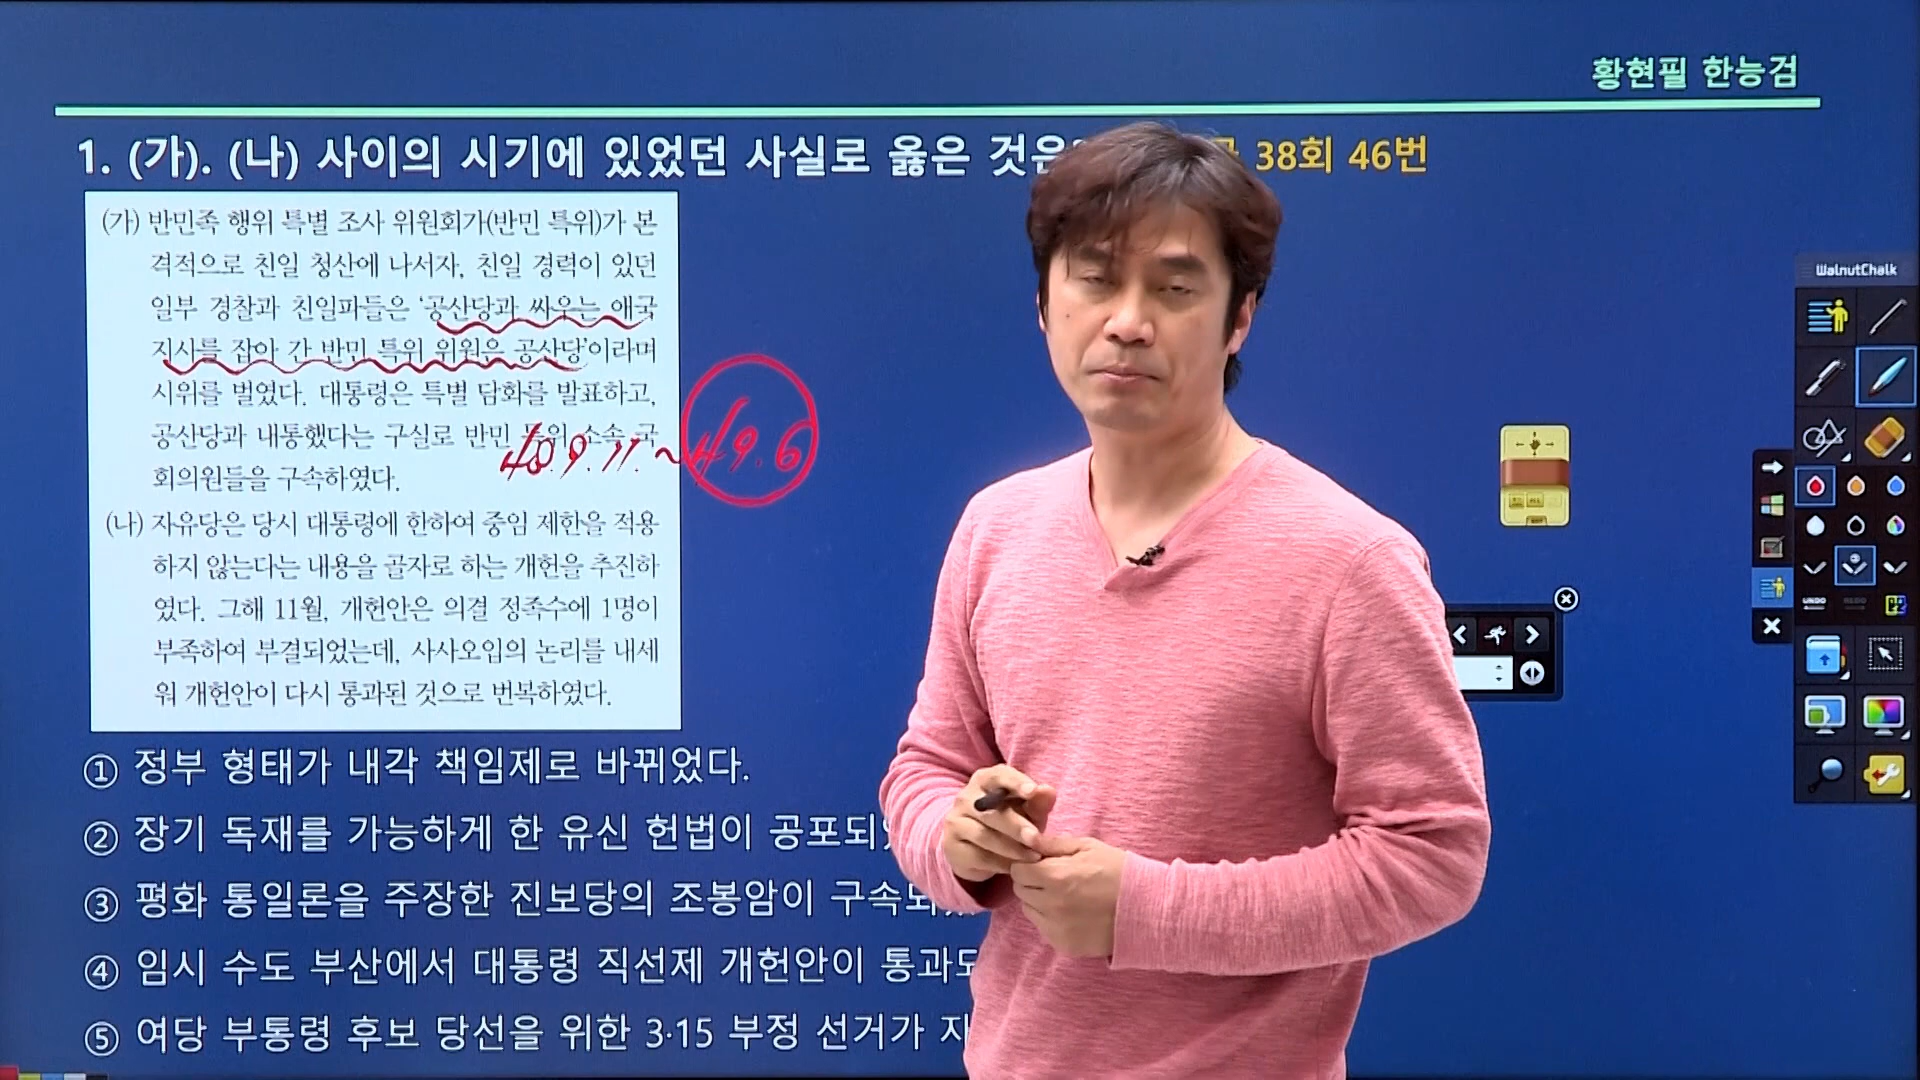 황현필 한능검
1. (가). (나) 사이의 시기에 있었던 사실로 옳은 것은 38회 46번
(가) 반민족 행위 특별 조사 위원회가(반민 특위)가 본
격적으로 친일 청산에 나서자, 친일 경력이 있던
일부 경찰과 친일파들은 ‘공산당과 싸우는 애국
지사를 잡아 간 반민 특위 위원은 공산당’이라며
시위를 벌였다. 대통령은 특별 담화를 발표하고,
공산당과 내통했다는 구실로 반민 특위 소속 국
회의원들을 구속하였다.
~49.6
(나) 자유당은 당시 대통령에 한하여 중임 제한을 적용
하지 않는다는 내용을 골자로 하는 개헌을 추진하
였다. 그해 11월, 개헌안은 의결 정족수에 1명이
부족하여 부결되었는데, 사사오입의 논리를 내세
워 개헌안이 다시 통과된 것으로 번복하였다.
① 정부 형태가 내각 책임제로 바뀌었다.
② 장기 독재를 가능하게 한 유신 헌법이 공포되
③ 평화 통일론을 주장한 진보당의 조봉암이 구속되
④ 임시 수도 부산에서 대통령 직선제 개헌안이 통과되
⑤ 여당 부통령 후보 당선을 위한 3·15 부정 선거가 자
WalnutChalk
UNDO
REDO